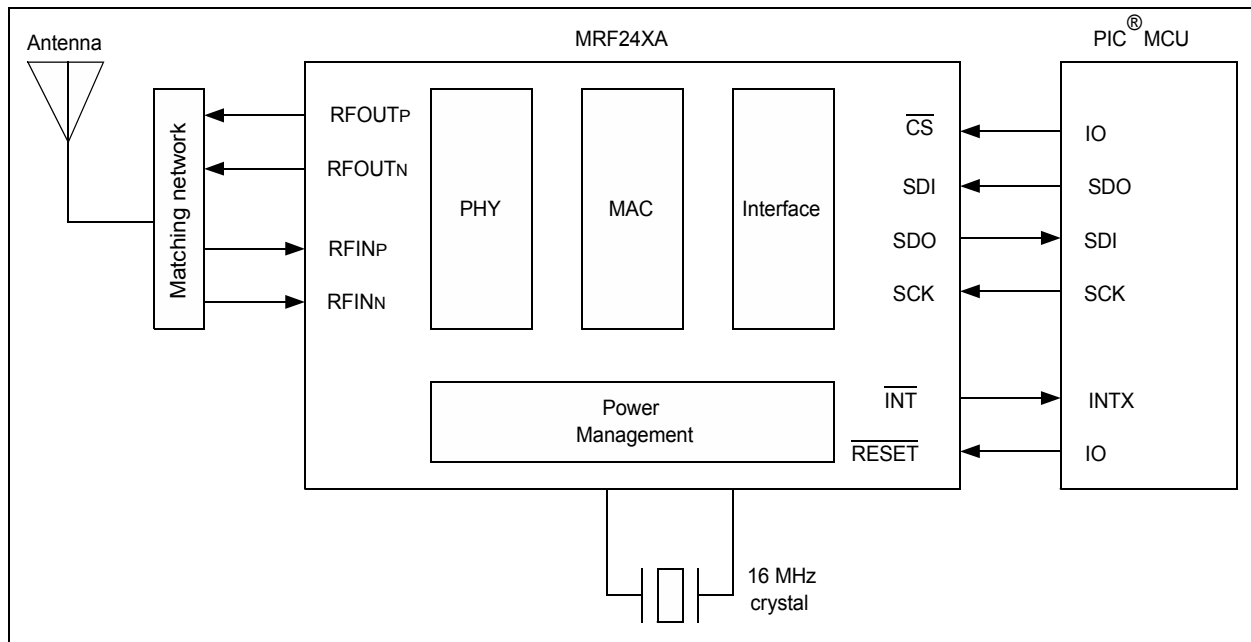 Antenna
MRF24XA
PIC® MCU
Matching network
RFOUTP
RFOUTN
RFINP
RFINN
PHY
MAC
Interface
Power
Management
CS
SDI
SDO
SCK
INT
RESET
IO
SDO
SDI
SCK
INTX
IO
16 MHz
crystal